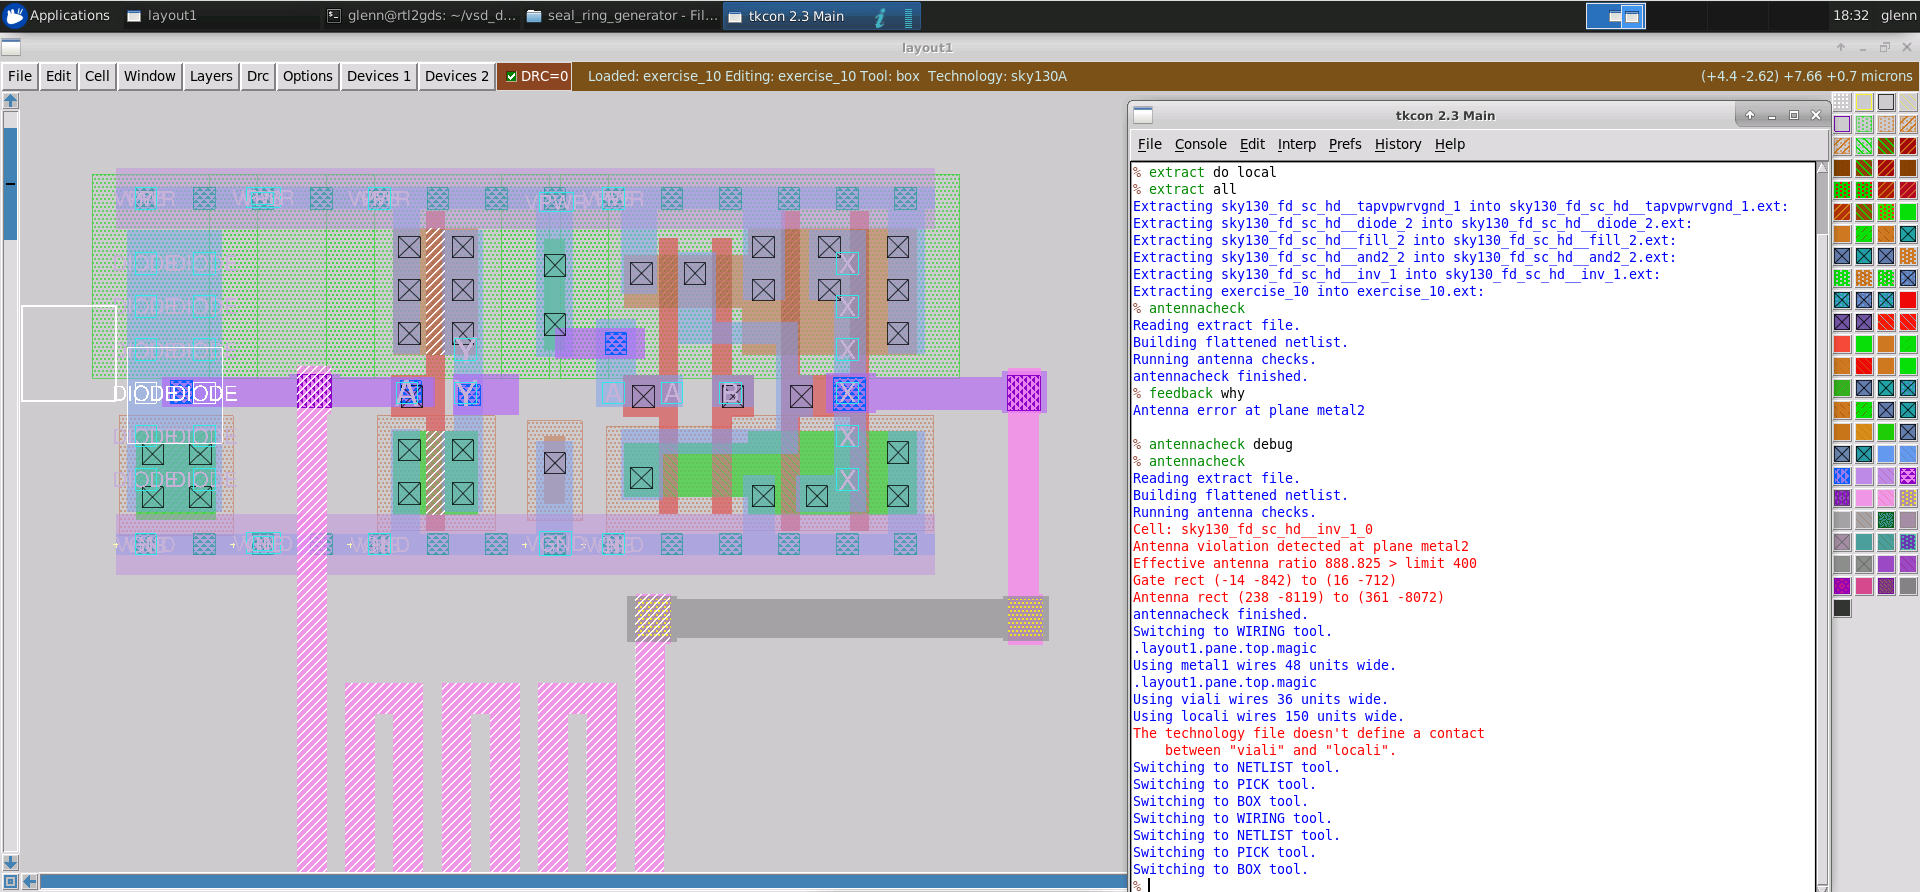 Applications
layout1
glenn@rtl2gds: ~/vsd_d...
seal_ring_generator - Fil...
tkcon 2.3 Main
18:32
glenn
layout1
File
Edit
Cell
Window
Layers
Drc
Options
Devices 1
Devices 2
DRC=0
Loaded: exercise_10 Editing: exercise_10 Tool: box Technology: sky130A
(+4.4 -2.62) +7.66 +0.7 microns
VPWR
X
X
X
Y
DIODE
DIODE
A
Y
A
A
B
X
X
X
VGND
tkcon 2.3 Main
File
Console
Edit
Interp
Prefs
History
Help
% extract do local
% extract all
Extracting sky130_fd_sc_hd__tapvpwrvgnd_1 into sky130_fd_sc_hd__tapvpwrvgnd_1.ext:
Extracting sky130_fd_sc_hd__diode_2 into sky130_fd_sc_hd__diode_2.ext:
Extracting sky130_fd_sc_hd__fill_2 into sky130_fd_sc_hd__fill_2.ext:
Extracting sky130_fd_sc_hd__and2_2 into sky130_fd_sc_hd__and2_2.ext:
Extracting sky130_fd_sc_hd__inv_1 into sky130_fd_sc_hd__inv_1.ext:
Extracting exercise_10 into exercise_10.ext:
% antennacheck
Reading extract file.
Building flattened netlist.
Running antenna checks.
antennacheck finished.
% feedback why
Antenna error at plane metal2
% antennacheck debug
% antennacheck
Reading extract file.
Building flattened netlist.
Running antenna checks.
Cell: sky130_fd_sc_hd__inv_1_0
Antenna violation detected at plane metal2
Effective antenna ratio 888.825 > limit 400
Gate rect (-14 -842) to (16 -712)
Antenna rect (238 -8119) to (361 -8072)
antennacheck finished.
Switching to WIRING tool.
.layout1.pane.top.magic
Using metal1 wires 48 units wide.
.layout1.pane.top.magic
Using viali wires 36 units wide.
Using locali wires 150 units wide.
The technology file doesn't define a contact
between "viali" and "locali".
Switching to NETLIST tool.
Switching to PICK tool.
Switching to BOX tool.
Switching to WIRING tool.
Switching to NETLIST tool.
Switching to PICK tool.
Switching to BOX tool.
%